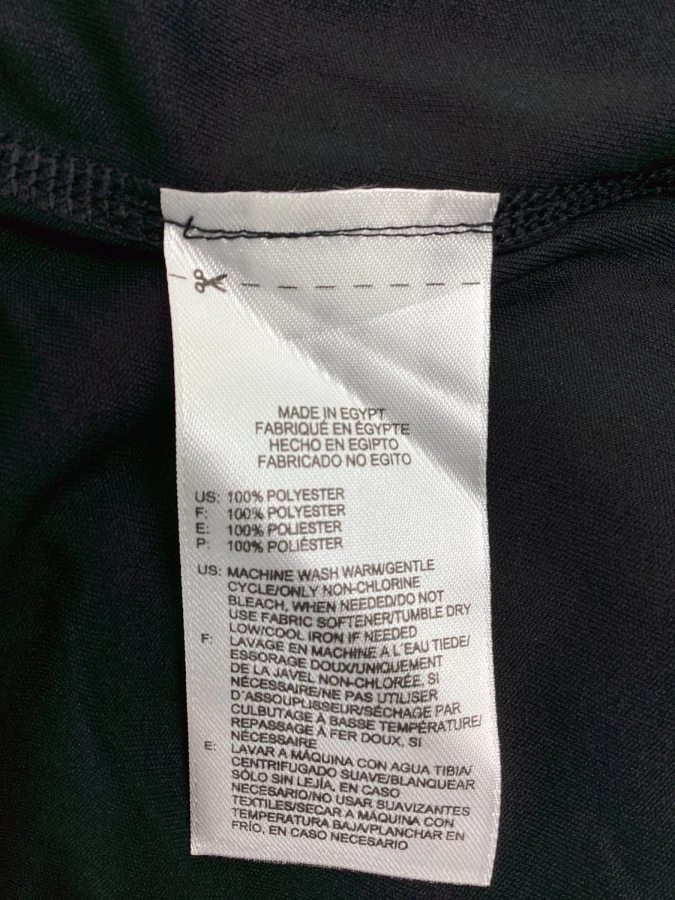 MADE IN EGYPT
FABRIQUÉ EN ÉGYPTE
HECHO EN EGIPTO
FABRICADO NO EGITO
US: 100% POLYESTER
F: 100% POLYESTER
E: 100% POLIESTER
P: 100% POLIÉSTER
US: MACHINE WASH WARM/GENTLE
CYCLE/ONLY NON-CHLORINE
BLEACH, WHEN NEEDED/DO NOT
USE FABRIC SOFTENER/TUMBLE DRY
LOW/COOL IRON IF NEEDED
F: LAVAGE EN MACHINE A L´EAU TIEDE/
ESSORAGE DOUX/UNIQUEMENT
DE LA JAVEL NON-CHLORÉE, SI
NÉCESSAIRE/NE PAS UTILISER
D´ASSOUPLISSEUR/SÉCHAGE PAR
CULBUTAGE À BASSE TEMPÉRATURE/
REPASSAGE À FER DOUX, SI
NÉCESSAIRE
E: LAVAR A MÁQUINA CON AGUA TIBIA/
CENTRIFUGADO SUAVE/BLANQUEAR
SÓLO SIN LEJÍA, EN CASO
NECESARIO/NO USAR SUAVIZANTES
TEXTILES/SECAR A MÁQUINA CON
TEMPERATURA BAJA/PLANCHAR EN
FRÍO, EN CASO NECESARIO